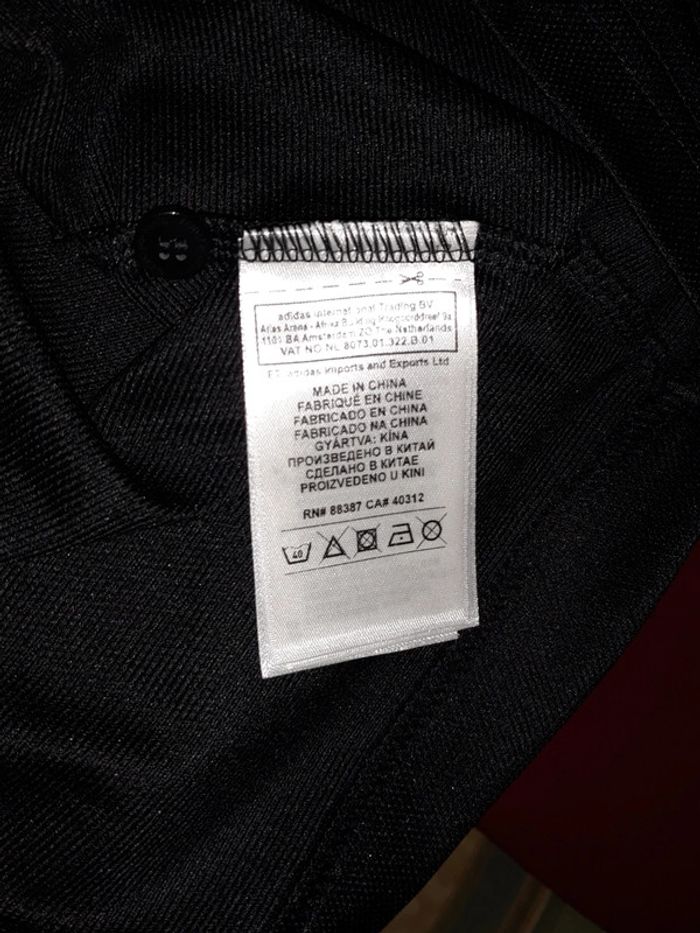 adidas International Trading BV
Atlas Arena - Afrika Building Hoogoorddreef 9a
1101 BA Amsterdam ZO The Netherlands
VAT NO NL 8073.01.322.B.01
adidas Imports and Exports Ltd
MADE IN CHINA
FABRIQUÉ EN CHINE
FABRICADO EN CHINA
FABRICADO NA CHINA
GYÁRTVA: KÍNA
ПРОИЗВЕДЕНО В КИТАЙ
СДЕЛАНО В КИТАЕ
PROIZVEDENO U KINI
RN# 88387 CA# 40312
40